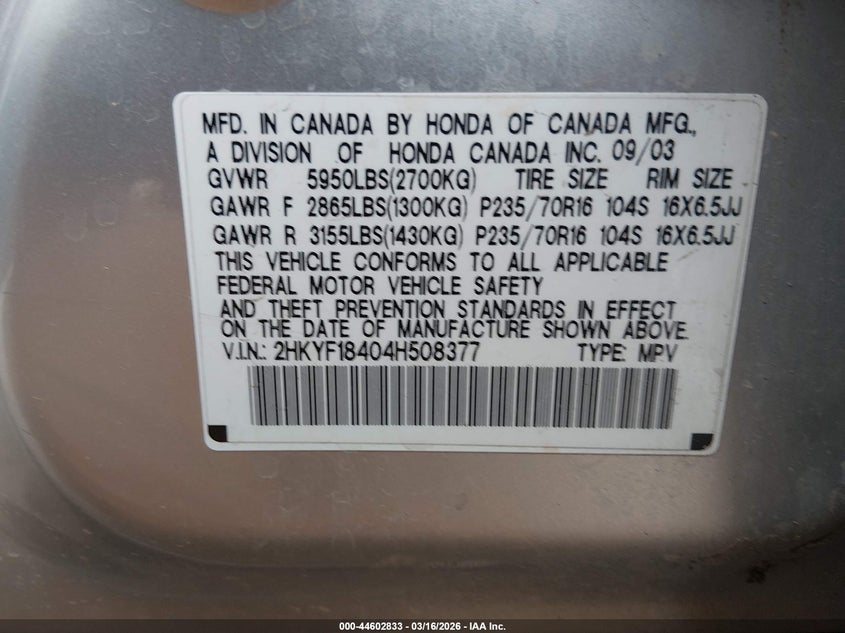 MFD. IN CANADA BY HONDA OF CANADA MFG.,
A DIVISION OF HONDA CANADA INC. 09/03
GVWR 5950LBS(2700KG) TIRE SIZE RIM SIZE
GAWR F 2865LBS(1300KG) P235/70R16 104S 16X6.5JJ
GAWR R 3155LBS(1430KG) P235/70R16 104S 16X6.5JJ
THIS VEHICLE CONFORMS TO ALL APPLICABLE
FEDERAL MOTOR VEHICLE SAFETY
AND THEFT PREVENTION STANDARDS IN EFFECT
ON THE DATE OF MANUFACTURE SHOWN ABOVE.
V.I.N.: 2HKYF18404H508377 TYPE: MPV
000-44602833 - 03/16/2026 - IAA Inc.